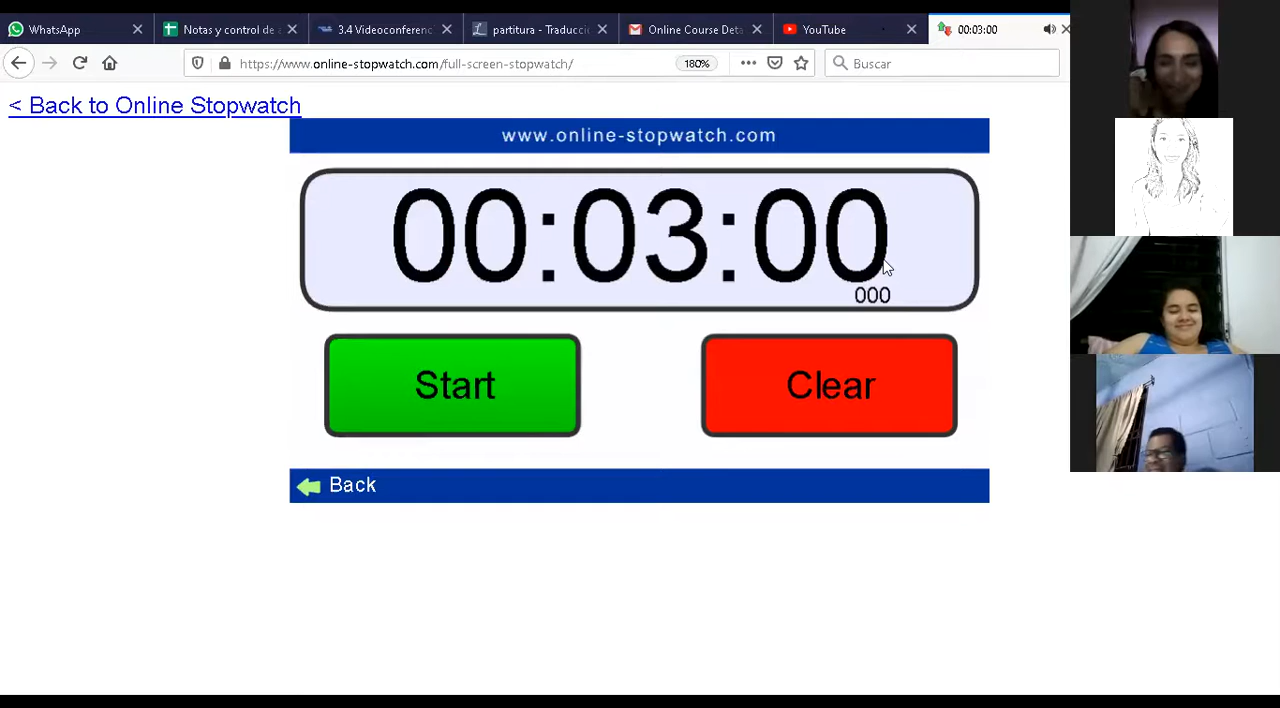 WhatsApp
Notas y control de a
3.4 Videoconferenc
partitura - Traducció
Online Course Deta
YouTube
00:03:00
https://www.online-stopwatch.com/full-screen-stopwatch/
180%
Buscar
< Back to Online Stopwatch
www.online-stopwatch.com
00:03:00
000
Start
Clear
Back